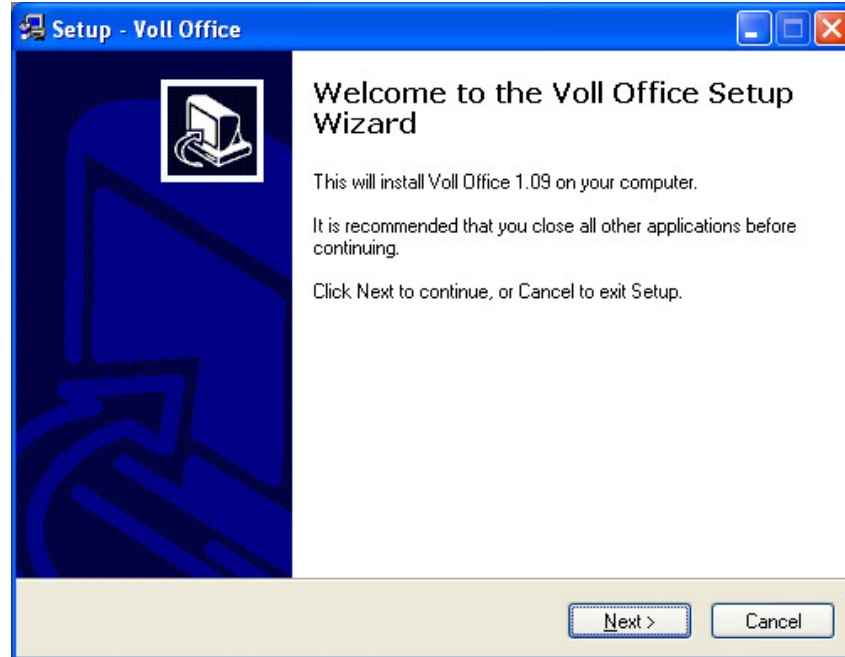 Setup - Voll Office
Welcome to the Voll Office Setup
Wizard
This will install Voll Office 1.09 on your computer.
It is recommended that you close all other applications before
continuing.
Click Next to continue, or Cancel to exit Setup.
Next >
Cancel